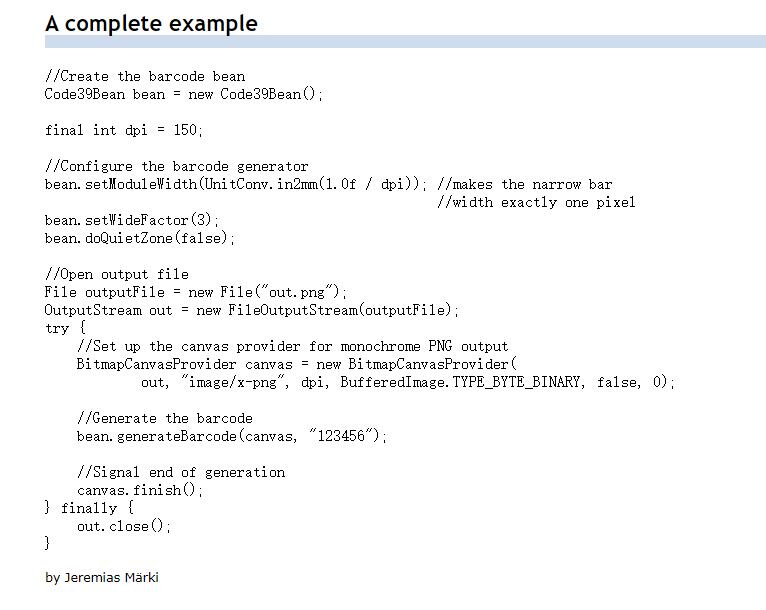 A complete example
//Create the barcode bean
Code39Bean bean = new Code39Bean();
final int dpi = 150;
//Configure the barcode generator
bean.setModuleWidth(UnitConv.in2mm(1.0f / dpi)); //makes the narrow bar
//width exactly one pixel
bean.setWideFactor(3);
bean.doQuietZone(false);
//Open output file
File outputFile = new File("out.png");
OutputStream out = new FileOutputStream(outputFile);
try {
//Set up the canvas provider for monochrome PNG output
BitmapCanvasProvider canvas = new BitmapCanvasProvider(
out, "image/x-png", dpi, BufferedImage.TYPE_BYTE_BINARY, false, 0);
//Generate the barcode
bean.generateBarcode(canvas, "123456");
//Signal end of generation
canvas.finish();
} finally {
out.close();
}
by Jeremias Märki